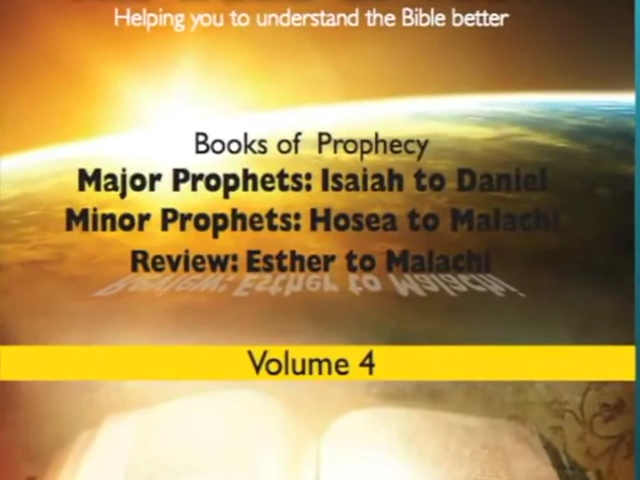 Helping you to understand the Bible better
Books of Prophecy
Major Prophets: Isaiah to Daniel
Minor Prophets: Hosea to Malachi
Review: Esther to Malachi
Volume 4